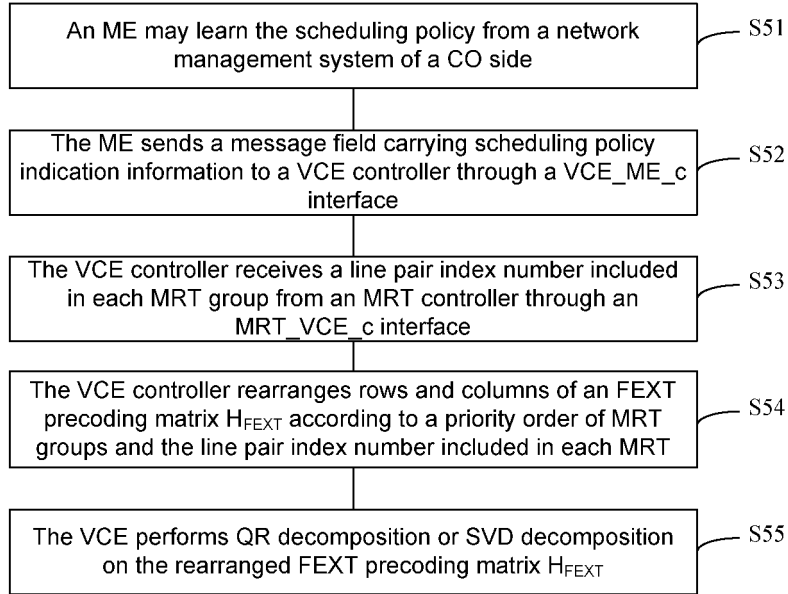 An ME may learn the scheduling policy from a network
management system of a CO side
S51
The ME sends a message field carrying scheduling policy
indication information to a VCE controller through a VCE_ME_c
interface
S52
The VCE controller receives a line pair index number included
in each MRT group from an MRT controller through an
MRT_VCE_c interface
S53
The VCE controller rearranges rows and columns of an FEXT
precoding matrix HFEXT according to a priority order of MRT
groups and the line pair index number included in each MRT
S54
The VCE performs QR decomposition or SVD decomposition
on the rearranged FEXT precoding matrix HFEXT
S55